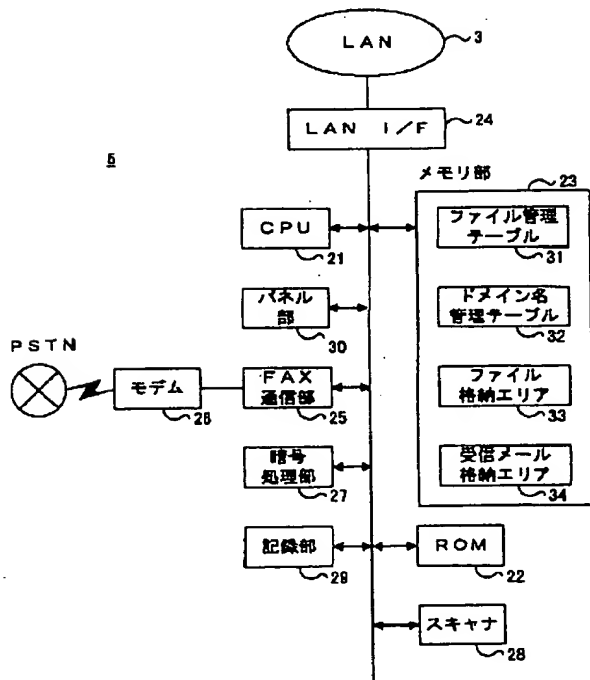 LAN
3
LAN I/F
24
5
メモリ部
23
CPU
21
ファイル管理
テーブル
31
パネル
部
30
ドメイン名
管理テーブル
32
PSTN
モデム
26
FAX
通信部
25
ファイル
格納エリア
33
暗号
処理部
27
受信メール
格納エリア
34
記録部
29
ROM
22
スキャナ
28